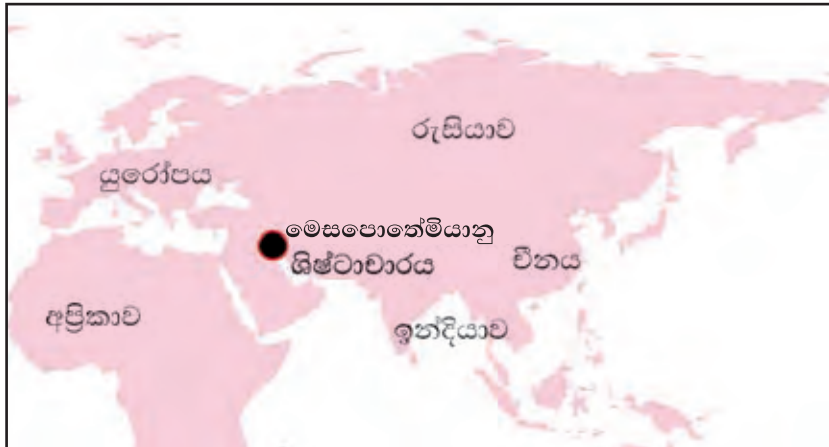 රුසියාව
යුරෝපය
මෙසපොතේමියානු
ශිෂ්ටාචාරය
චීනය
අප්‍රිකාව
ඉන්දියාව